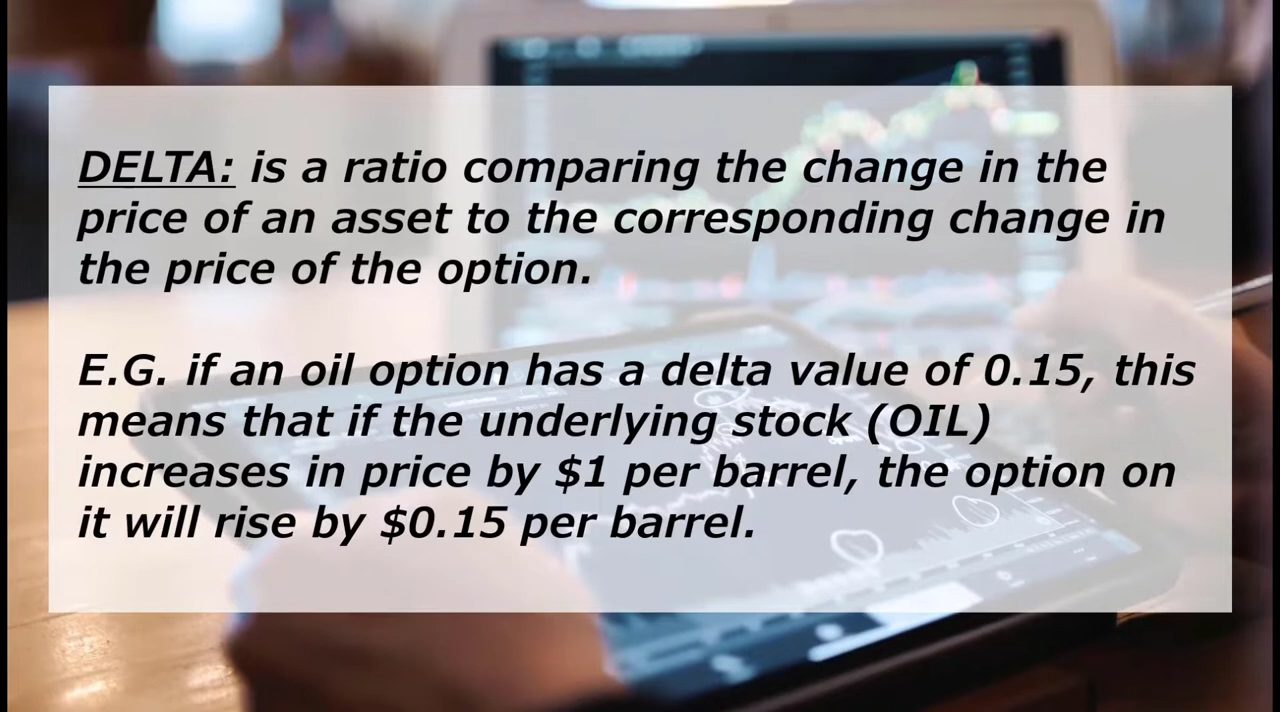 DELTA: is a ratio comparing the change in the
price of an asset to the corresponding change in
the price of the option.
E.G. if an oil option has a delta value of 0.15, this
means that if the underlying stock (OIL)
increases in price by $1 per barrel, the option on
it will rise by $0.15 per barrel.